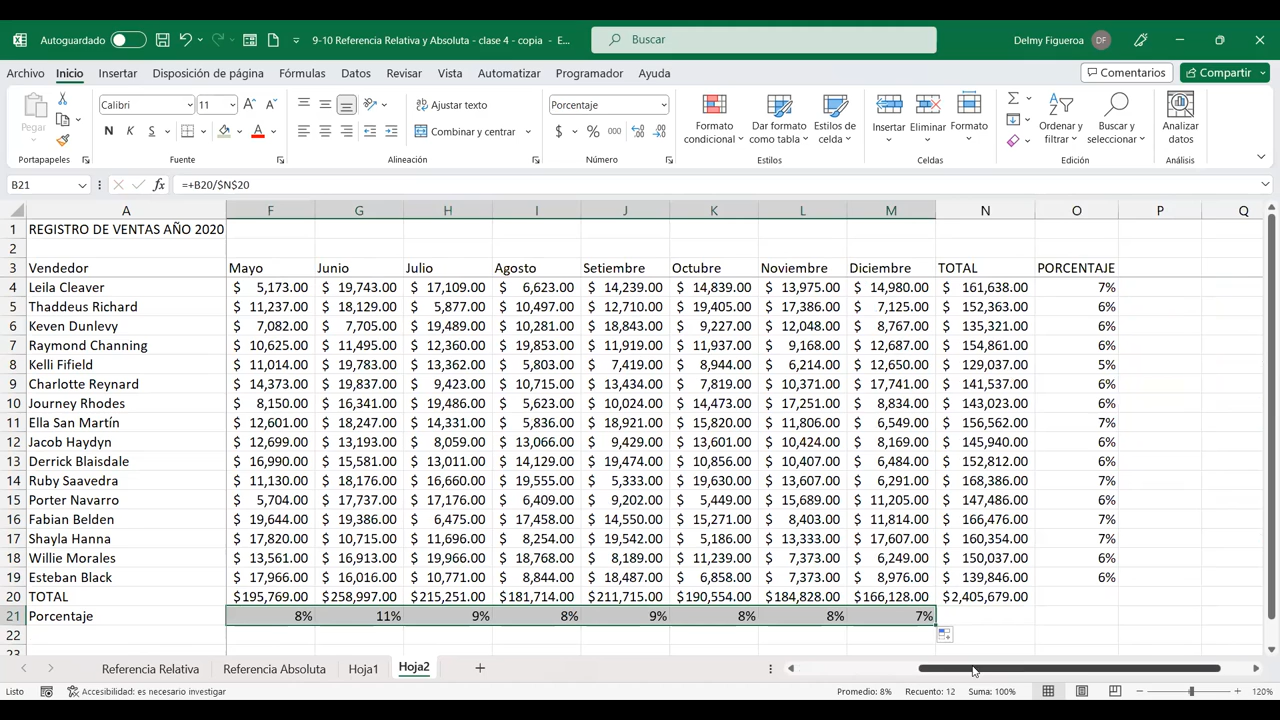 Autoguardado 9-10 Referencia Relativa y Absoluta - clase 4 - copia - E... Buscar Delmy Figueroa DF
Archivo Inicio Insertar Disposición de página Fórmulas Datos Revisar Vista Automatizar Programador Ayuda Comentarios Compartir
Pegar Calibri 11 Ajustar texto Porcentaje
N K S A Combinar y centrar $ % 000 Formato condicional Dar formato como tabla Estilos de celda Insertar Eliminar Formato Ordenar y filtrar Buscar y seleccionar Analizar datos
Portapapeles Fuente Alineación Número Estilos Celdas Edición Análisis
B21 fx =+B20/$N$20
A F G H I J K L M N O P Q
1 REGISTRO DE VENTAS AÑO 2020
2
3 Vendedor Mayo Junio Julio Agosto Setiembre Octubre Noviembre Diciembre TOTAL PORCENTAJE
4 Leila Cleaver $ 5,173.00 $ 19,743.00 $ 17,109.00 $ 6,623.00 $ 14,239.00 $ 14,839.00 $ 13,975.00 $ 14,980.00 $ 161,638.00 7%
5 Thaddeus Richard $ 11,237.00 $ 18,129.00 $ 5,877.00 $ 10,497.00 $ 12,710.00 $ 19,405.00 $ 17,386.00 $ 7,125.00 $ 152,363.00 6%
6 Keven Dunlevy $ 7,082.00 $ 7,705.00 $ 19,489.00 $ 10,281.00 $ 18,843.00 $ 9,227.00 $ 12,048.00 $ 8,767.00 $ 135,321.00 6%
7 Raymond Channing $ 10,625.00 $ 11,495.00 $ 12,360.00 $ 19,853.00 $ 11,919.00 $ 11,937.00 $ 9,168.00 $ 12,687.00 $ 154,861.00 6%
8 Kelli Fifield $ 11,014.00 $ 19,783.00 $ 13,362.00 $ 5,803.00 $ 7,419.00 $ 8,944.00 $ 6,214.00 $ 12,650.00 $ 129,037.00 5%
9 Charlotte Reynard $ 14,373.00 $ 19,837.00 $ 9,423.00 $ 10,715.00 $ 13,434.00 $ 7,819.00 $ 10,371.00 $ 17,741.00 $ 141,537.00 6%
10 Journey Rhodes $ 8,150.00 $ 16,341.00 $ 19,486.00 $ 5,623.00 $ 10,024.00 $ 14,473.00 $ 17,251.00 $ 8,834.00 $ 143,023.00 6%
11 Ella San Martín $ 12,601.00 $ 18,247.00 $ 14,331.00 $ 5,836.00 $ 18,921.00 $ 15,820.00 $ 11,806.00 $ 6,549.00 $ 156,562.00 7%
12 Jacob Haydyn $ 12,699.00 $ 13,193.00 $ 8,059.00 $ 13,066.00 $ 9,429.00 $ 13,601.00 $ 10,424.00 $ 8,169.00 $ 145,940.00 6%
13 Derrick Blaisdale $ 16,990.00 $ 15,581.00 $ 13,011.00 $ 14,129.00 $ 19,474.00 $ 10,856.00 $ 10,407.00 $ 6,484.00 $ 152,812.00 6%
14 Ruby Saavedra $ 11,130.00 $ 18,176.00 $ 16,660.00 $ 19,555.00 $ 5,333.00 $ 19,630.00 $ 13,607.00 $ 6,291.00 $ 168,386.00 7%
15 Porter Navarro $ 5,704.00 $ 17,737.00 $ 17,176.00 $ 6,409.00 $ 9,202.00 $ 5,449.00 $ 15,689.00 $ 11,205.00 $ 147,486.00 6%
16 Fabian Belden $ 19,644.00 $ 19,386.00 $ 6,475.00 $ 17,458.00 $ 14,550.00 $ 15,271.00 $ 8,403.00 $ 11,814.00 $ 166,476.00 7%
17 Shayla Hanna $ 17,820.00 $ 10,715.00 $ 11,696.00 $ 8,254.00 $ 19,542.00 $ 5,186.00 $ 13,333.00 $ 17,607.00 $ 160,354.00 7%
18 Willie Morales $ 13,561.00 $ 16,913.00 $ 19,966.00 $ 18,768.00 $ 8,189.00 $ 11,239.00 $ 7,373.00 $ 6,249.00 $ 150,037.00 6%
19 Esteban Black $ 17,966.00 $ 16,016.00 $ 10,771.00 $ 8,844.00 $ 18,487.00 $ 6,858.00 $ 7,373.00 $ 8,976.00 $ 139,846.00 6%
20 TOTAL $195,769.00 $258,997.00 $215,251.00 $181,714.00 $211,715.00 $190,554.00 $184,828.00 $166,128.00 $2,405,679.00
21 Porcentaje 8% 11% 9% 8% 9% 8% 8% 7%
22
23
Referencia Relativa Referencia Absoluta Hoja1 Hoja2
Listo Accesibilidad: es necesario investigar Promedio: 8% Recuento: 12 Suma: 100% 120%